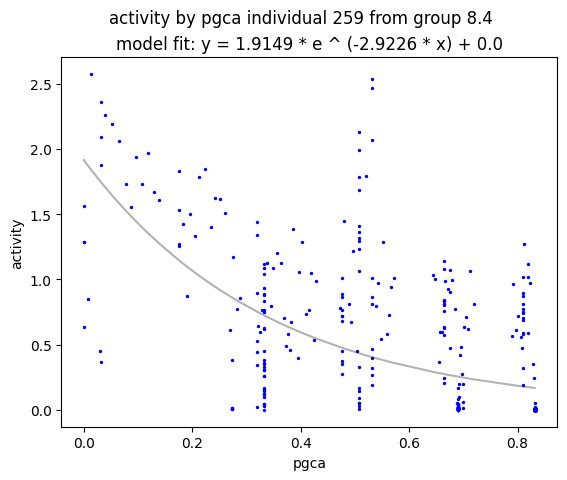 activity by pgca individual 259 from group 8.4
model fit: y = 1.9149 * e ^ (-2.9226 * x) + 0.0
2.5
2.0
1.5
1.0
0.5
0.0
activity
0.0 0.2 0.4 0.6 0.8
pgca